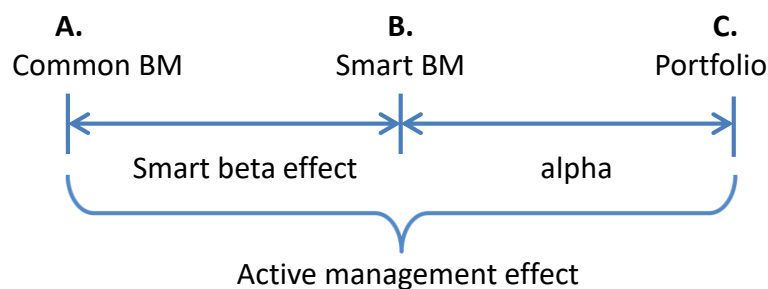 A. B. C.
Common BM Smart BM Portfolio
Smart beta effect alpha
Active management effect